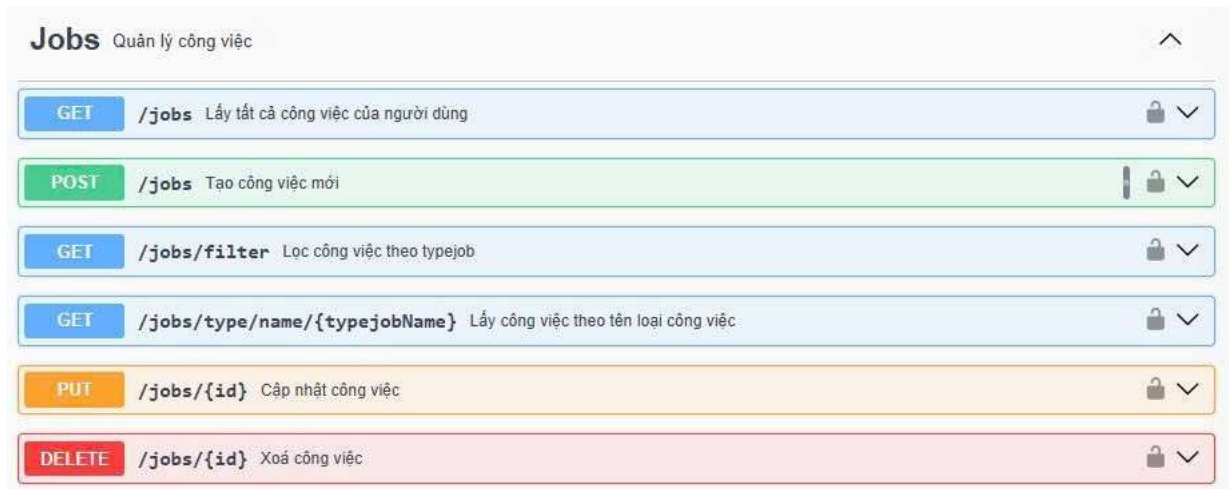 Jobs Quản lý công việc
GET /jobs Lấy tất cả công việc của người dùng
POST /jobs Tạo công việc mới
GET /jobs/filter Lọc công việc theo typejob
GET /jobs/type/name/{typejobName} Lấy công việc theo tên loại công việc
PUT /jobs/{id} Cập nhật công việc
DELETE /jobs/{id} Xoá công việc